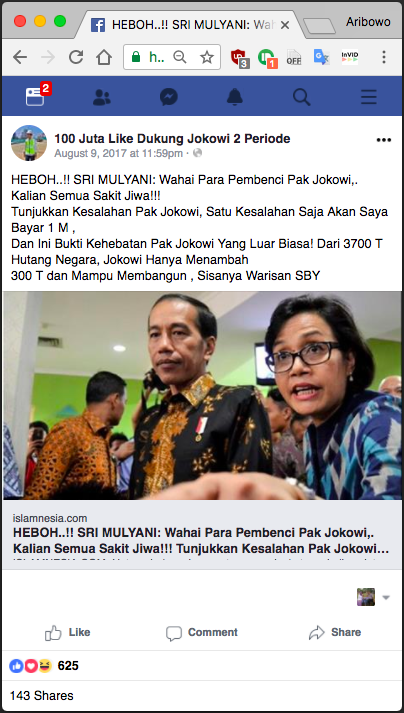 HEBOH..!! SRI MULYANI: Wah
Aribowo
h..
3
1
OFF
InVID
2
100 Juta Like Dukung Jokowi 2 Periode
August 9, 2017 at 11:59pm ·
HEBOH..!! SRI MULYANI: Wahai Para Pembenci Pak Jokowi,.
Kalian Semua Sakit Jiwa!!!
Tunjukkan Kesalahan Pak Jokowi, Satu Kesalahan Saja Akan Saya
Bayar 1 M ,
Dan Ini Bukti Kehebatan Pak Jokowi Yang Luar Biasa! Dari 3700 T
Hutang Negara, Jokowi Hanya Menambah
300 T dan Mampu Membangun , Sisanya Warisan SBY
islamnesia.com
HEBOH..!! SRI MULYANI: Wahai Para Pembenci Pak Jokowi,.
Kalian Semua Sakit Jiwa!!! Tunjukkan Kesalahan Pak Jokowi…
Like
Comment
Share
625
143 Shares